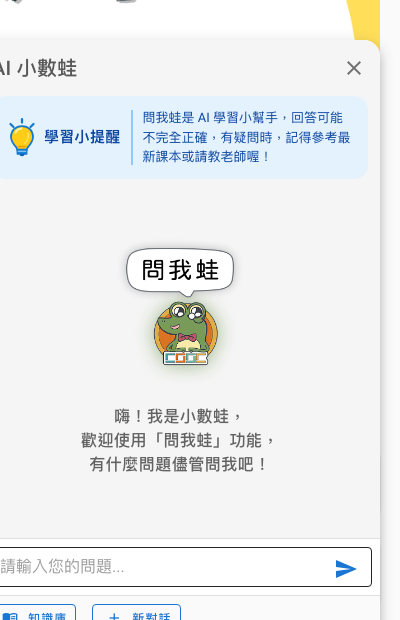 AI 小數蛙
學習小提醒
問我蛙是 AI 學習小幫手，回答可能
不完全正確，有疑問時，記得參考最
新課本或請教老師喔！
問我蛙
COOC
嗨！我是小數蛙，
歡迎使用「問我蛙」功能，
有什麼問題儘管問我吧！
請輸入您的問題...
知識庫
新對話